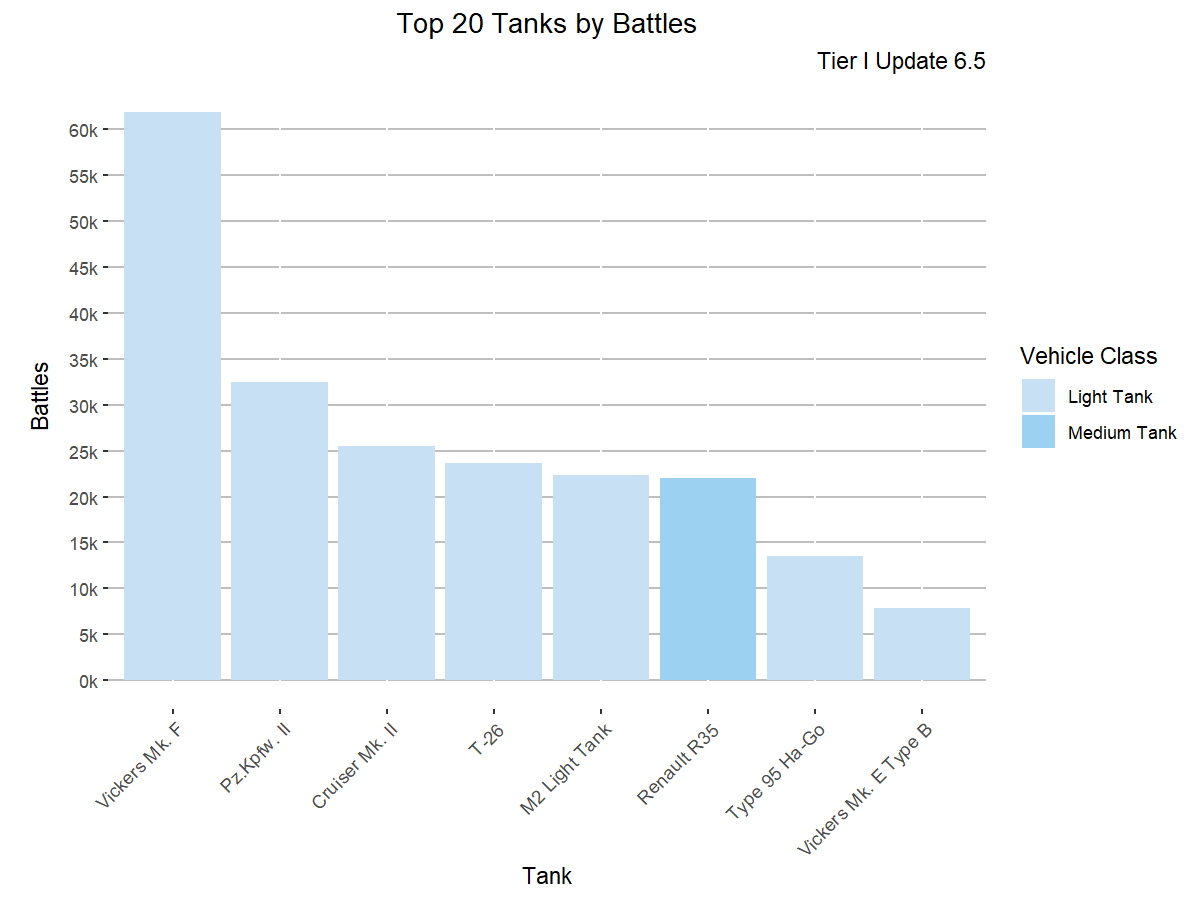 Top 20 Tanks by Battles
Tier I Update 6.5
60k
55k
50k
45k
40k
35k
30k
25k
20k
15k
10k
5k
0k
Battles
Vickers Mk. F
Pz.Kpfw. II
Cruiser Mk. II
T-26
M2 Light Tank
Renault R35
Type 95 Ha-Go
Vickers Mk. E Type B
Tank
Vehicle Class
Light Tank
Medium Tank